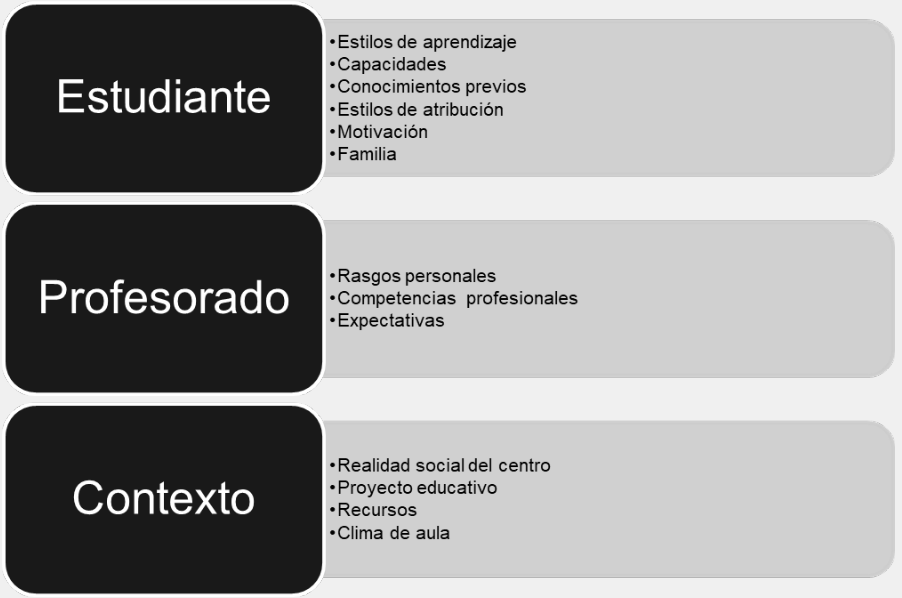 Estudiante
•Estilos de aprendizaje
•Capacidades
•Conocimientos previos
•Estilos de atribución
•Motivación
•Familia
Profesorado
•Rasgos personales
•Competencias profesionales
•Expectativas
Contexto
•Realidad social del centro
•Proyecto educativo
•Recursos
•Clima de aula